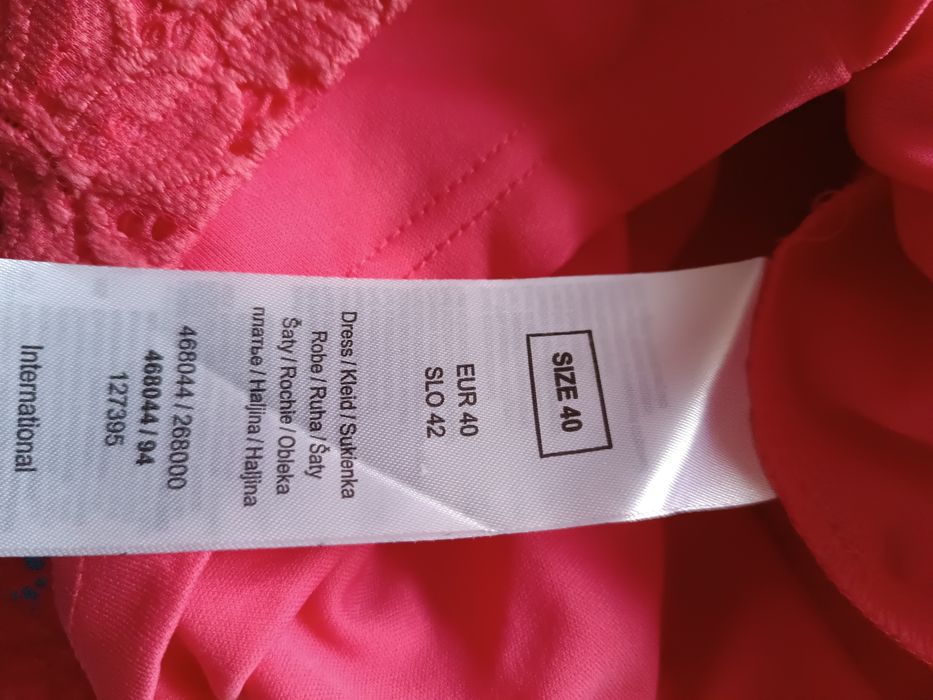 SIZE 40
EUR 40
SLO 42
Dress / Kleid / Sukienka
Robe / Ruha / Šaty
Šaty / Rochie / Obleka
платье / Haljina / Haljina
468044 / 268000
468044 / 94
127395
International